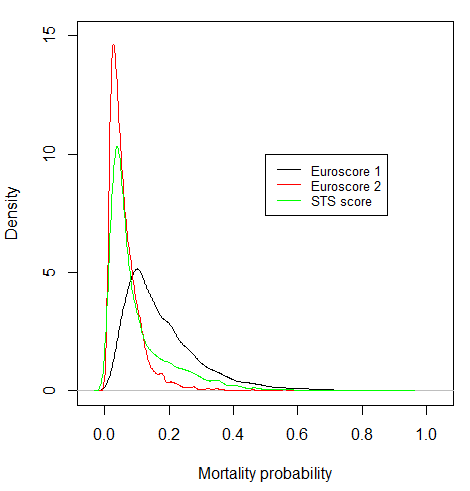 15
10
5
0
Density
Euroscore 1
Euroscore 2
STS score
0.0 0.2 0.4 0.6 0.8 1.0
Mortality probability